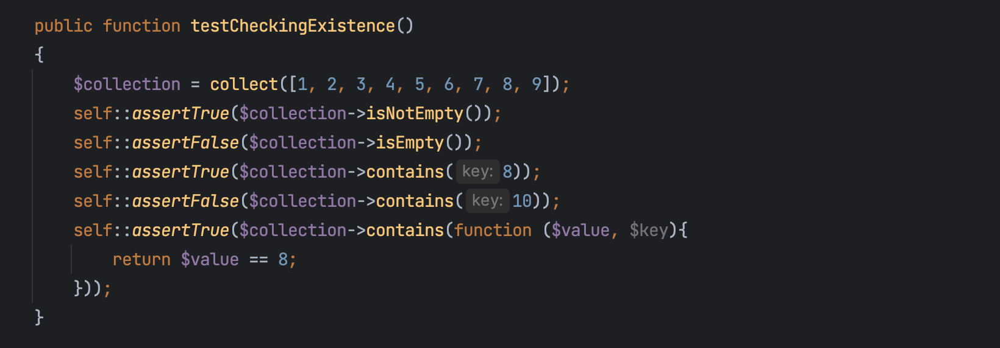 public function testCheckingExistence()
{
    $collection = collect([1, 2, 3, 4, 5, 6, 7, 8, 9]);
    self::assertTrue($collection->isNotEmpty());
    self::assertFalse($collection->isEmpty());
    self::assertTrue($collection->contains( key: 8));
    self::assertFalse($collection->contains( key: 10));
    self::assertTrue($collection->contains(function ($value, $key){
        return $value == 8;
    }));
}